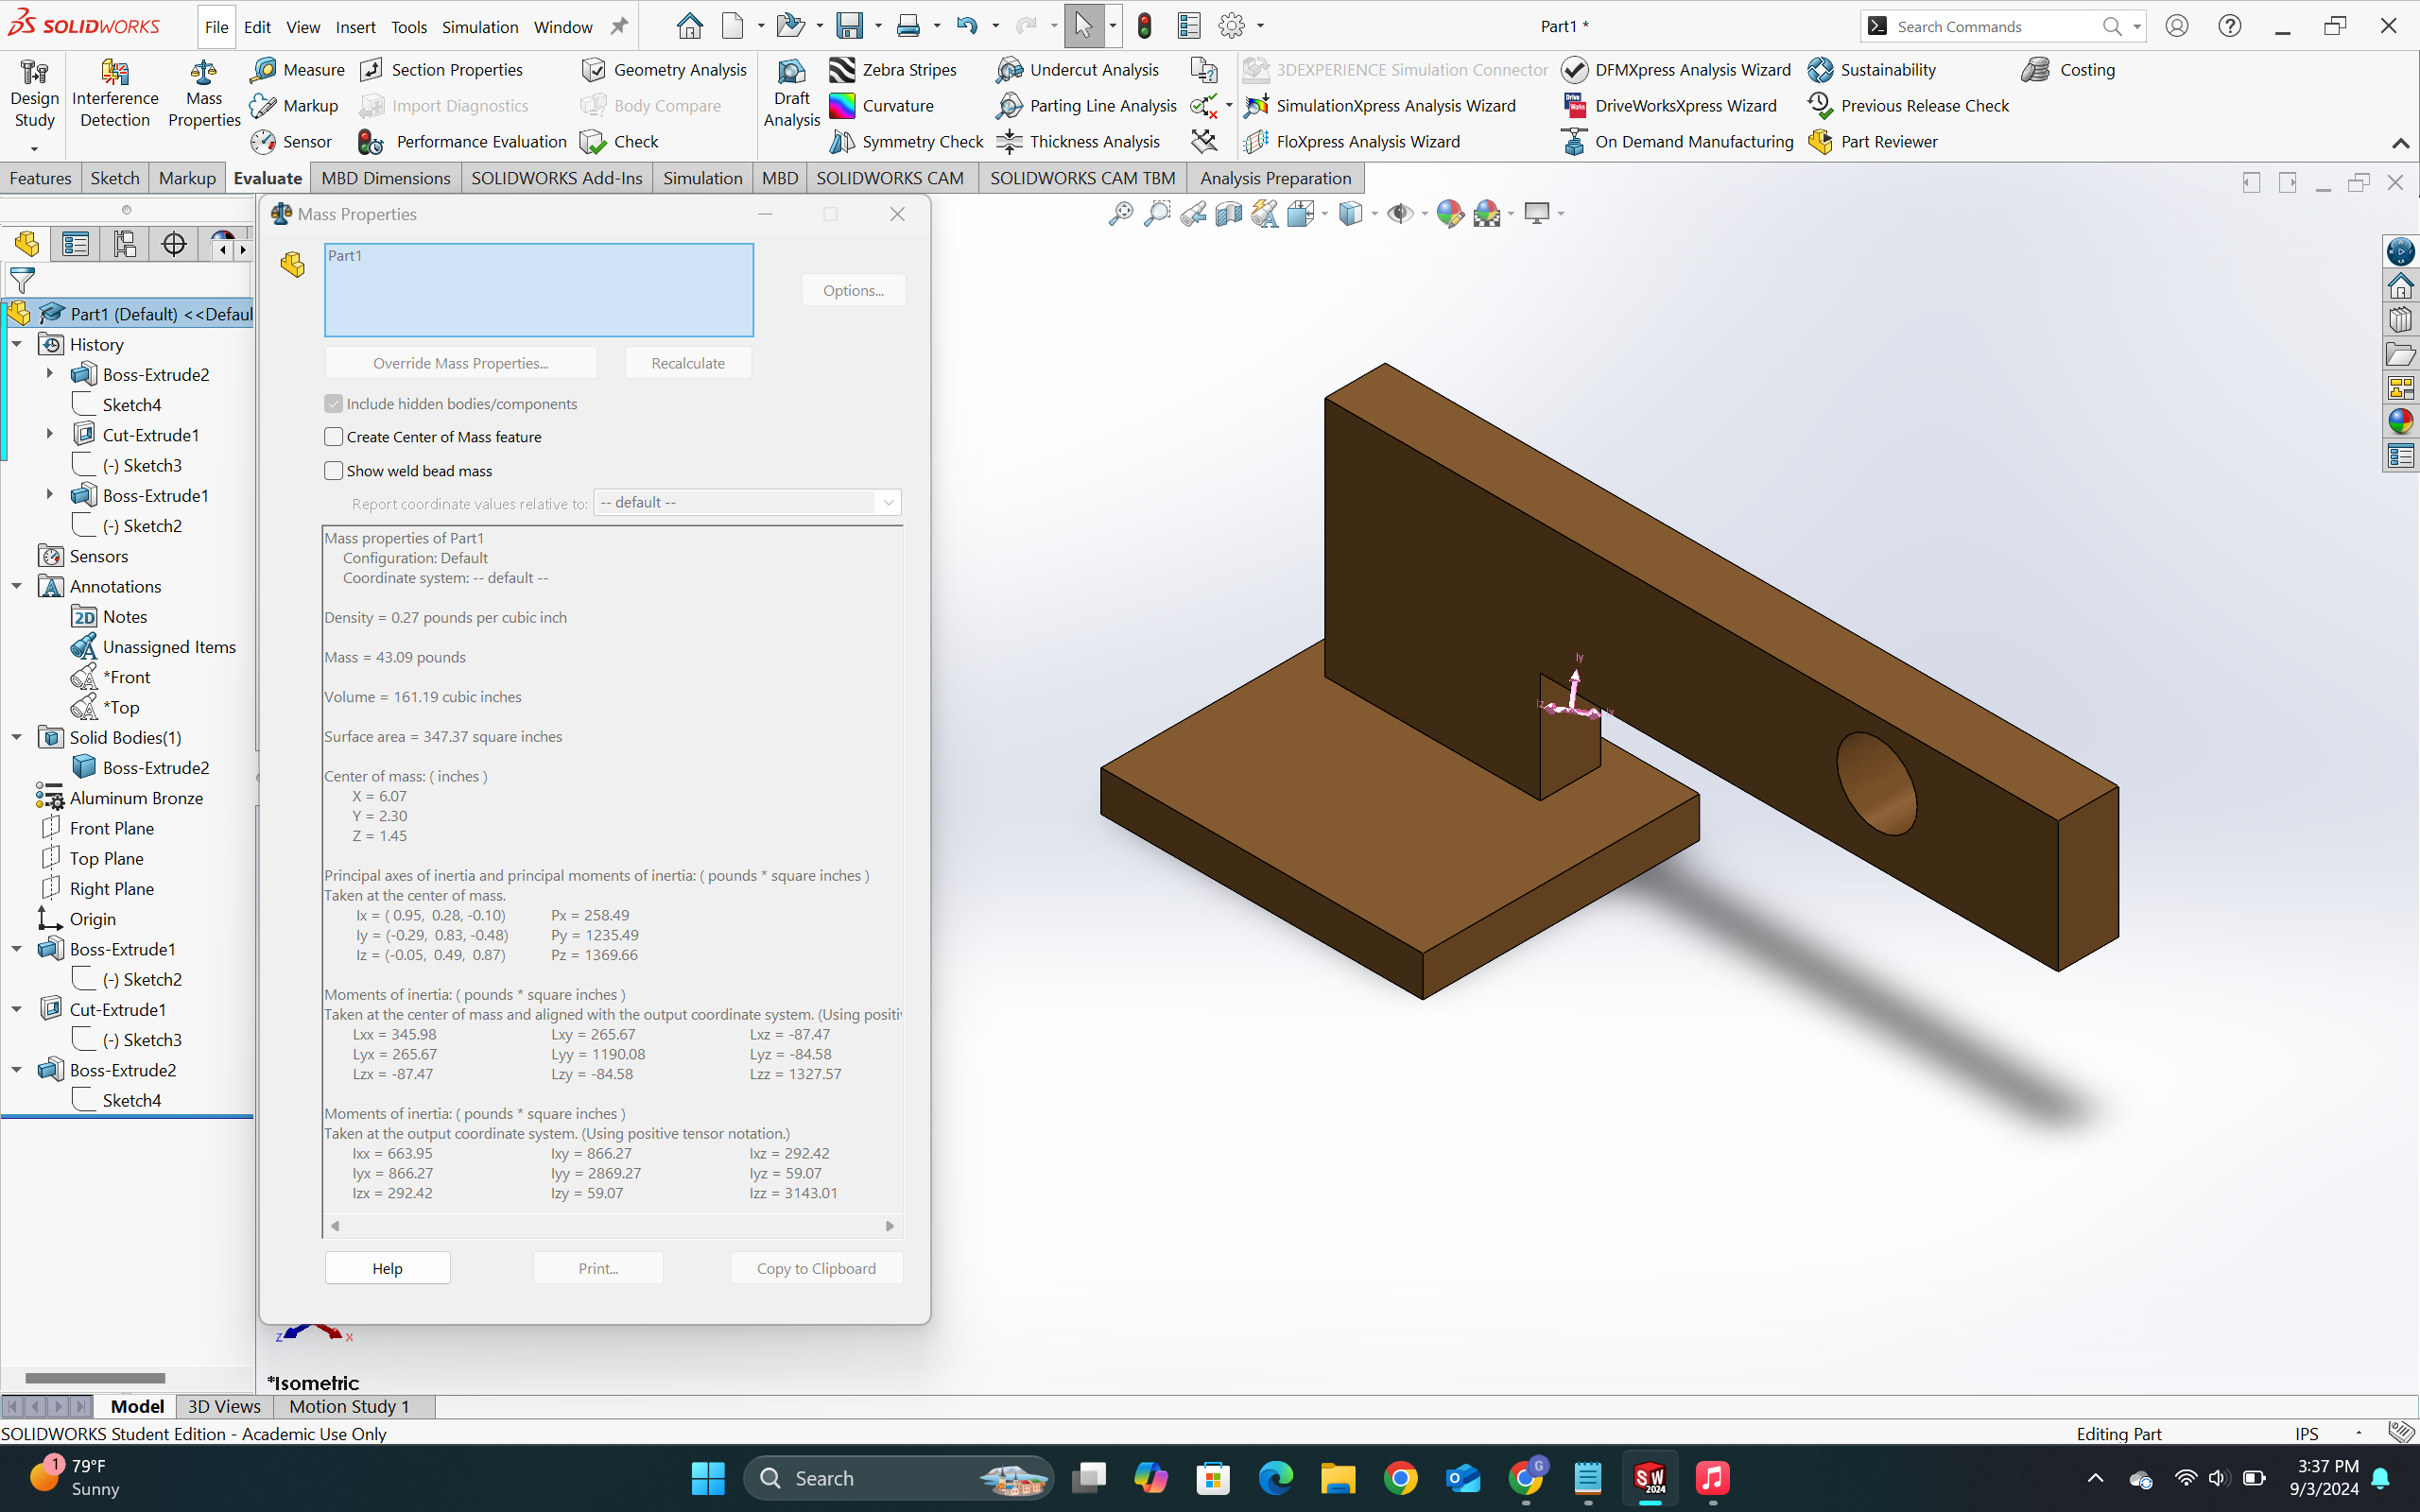 SOLIDWORKS File Edit View Insert Tools Simulation Window Part1 * Search Commands
Design Study
Interference Detection
Mass Properties
Measure
Markup
Sensor
Section Properties
Import Diagnostics
Performance Evaluation
Geometry Analysis
Body Compare
Check
Draft Analysis
Zebra Stripes
Curvature
Symmetry Check
Undercut Analysis
Parting Line Analysis
Thickness Analysis
3DEXPERIENCE Simulation Connector
SimulationXpress Analysis Wizard
FloXpress Analysis Wizard
DFMXpress Analysis Wizard
DriveWorksXpress Wizard
On Demand Manufacturing
Sustainability
Previous Release Check
Part Reviewer
Costing
Features Sketch Markup Evaluate MBD Dimensions SOLIDWORKS Add-Ins Simulation MBD SOLIDWORKS CAM SOLIDWORKS CAM TBM Analysis Preparation
Part1 (Default) <<Defaul
History
Boss-Extrude2
Sketch4
Cut-Extrude1
(-) Sketch3
Boss-Extrude1
(-) Sketch2
Sensors
Annotations
Notes
Unassigned Items
*Front
*Top
Solid Bodies(1)
Boss-Extrude2
Aluminum Bronze
Front Plane
Top Plane
Right Plane
Origin
Boss-Extrude1
(-) Sketch2
Cut-Extrude1
(-) Sketch3
Boss-Extrude2
Sketch4
Mass Properties
Part1
Options...
Override Mass Properties... Recalculate
Include hidden bodies/components
Create Center of Mass feature
Show weld bead mass
Report coordinate values relative to: -- default --
Mass properties of Part1
Configuration: Default
Coordinate system: -- default --
Density = 0.27 pounds per cubic inch
Mass = 43.09 pounds
Volume = 161.19 cubic inches
Surface area = 347.37 square inches
Center of mass: ( inches )
X = 6.07
Y = 2.30
Z = 1.45
Principal axes of inertia and principal moments of inertia: ( pounds * square inches )
Taken at the center of mass.
Ix = ( 0.95, 0.28, -0.10) Px = 258.49
Iy = (-0.29, 0.83, -0.48) Py = 1235.49
Iz = (-0.05, 0.49, 0.87) Pz = 1369.66
Moments of inertia: ( pounds * square inches )
Taken at the center of mass and aligned with the output coordinate system. (Using positiv
Lxx = 345.98 Lxy = 265.67 Lxz = -87.47
Lyx = 265.67 Lyy = 1190.08 Lyz = -84.58
Lzx = -87.47 Lzy = -84.58 Lzz = 1327.57
Moments of inertia: ( pounds * square inches )
Taken at the output coordinate system. (Using positive tensor notation.)
Ixx = 663.95 Ixy = 866.27 Ixz = 292.42
Iyx = 866.27 Iyy = 2869.27 Iyz = 59.07
Izx = 292.42 Izy = 59.07 Izz = 3143.01
Help Print... Copy to Clipboard
Iy
Iz
z x
*Isometric
Model 3D Views Motion Study 1
SOLIDWORKS Student Edition - Academic Use Only Editing Part IPS
1
79°F
Sunny
Search
G
SW
2024
3:37 PM
9/3/2024